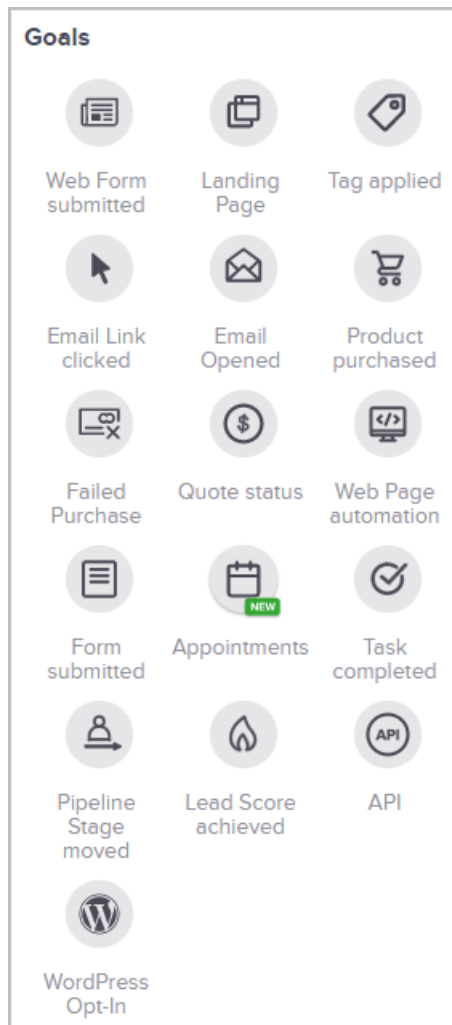 Goals
Web Form
submitted
Landing
Page
Tag applied
Email Link
clicked
Email
Opened
Product
purchased
Failed
Purchase
$
Quote status
</>
Web Page
automation
Form
submitted
NEW
Appointments
Task
completed
Pipeline
Stage
moved
Lead Score
achieved
API
API
W
WordPress
Opt-In